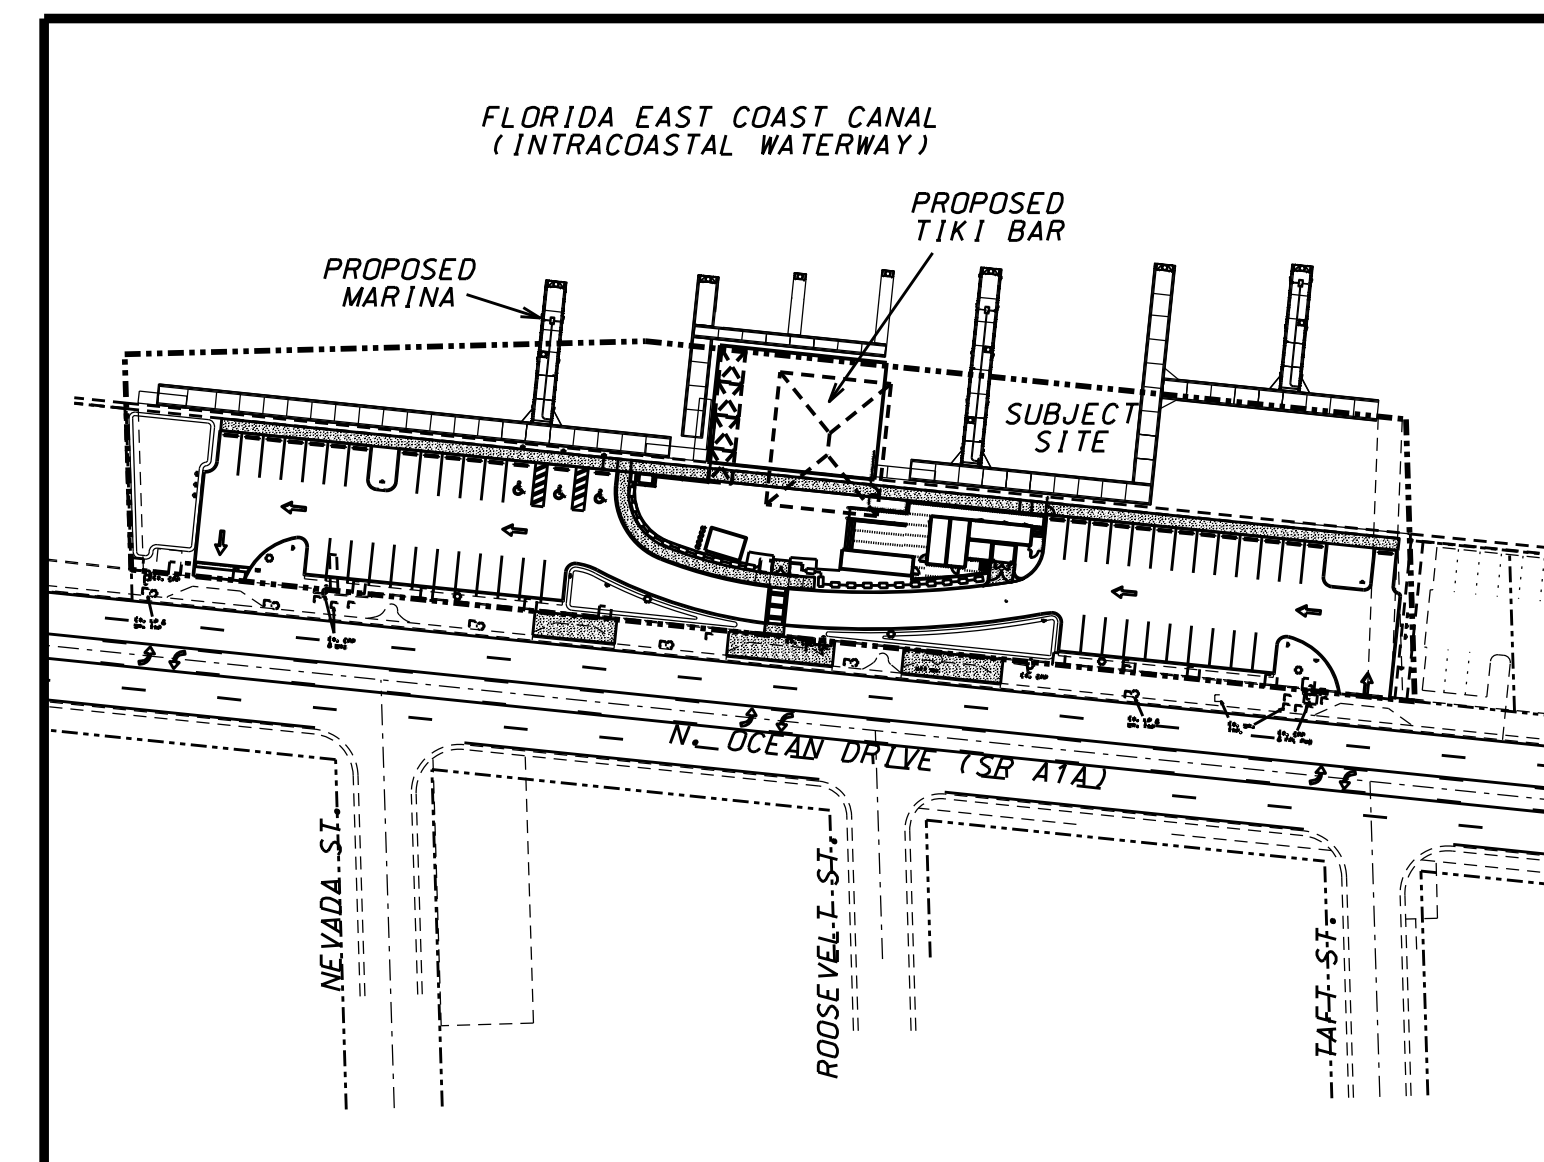 FLORIDA EAST COAST CANAL
(INTRACOASTAL WATERWAY)
PROPOSED
TIKI BAR
PROPOSED
MARINA
SUBJECT
SITE
N. OCEAN DRIVE (SR A1A)
NEVADA ST.
ROOSEVELT ST.
TAFT ST.